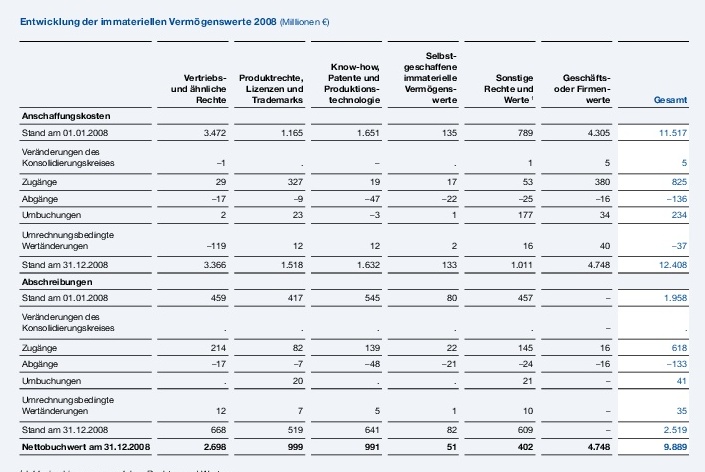 Entwicklung der immateriellen Vermögenswerte 2008 (Millionen €)
Selbst-
geschaffene
Know-how, immaterielle
Vertriebs- Produktrechte, Patente und Vermögens- Sonstige Geschäfts-
und ähnliche Lizenzen und Produktions- werte Rechte und oder Firmen-
Rechte Trademarks technologie Werte ¹ werte Gesamt
Anschaffungskosten
Stand am 01.01.2008 3.472 1.165 1.651 135 789 4.305 11.517
Veränderungen des
Konsolidierungskreises –1 . – . 1 5 5
Zugänge 29 327 19 17 53 380 825
Abgänge –17 –9 –47 –22 –25 –16 –136
Umbuchungen 2 23 –3 1 177 34 234
Umrechnungsbedingte
Wertänderungen –119 12 12 2 16 40 –37
Stand am 31.12.2008 3.366 1.518 1.632 133 1.011 4.748 12.408
Abschreibungen
Stand am 01.01.2008 459 417 545 80 457 – 1.958
Veränderungen des
Konsolidierungskreises . . . . . – .
Zugänge 214 82 139 22 145 16 618
Abgänge –17 –7 –48 –21 –24 –16 –133
Umbuchungen . 20 . . 21 – 41
Umrechnungsbedingte
Wertänderungen 12 7 5 1 10 – 35
Stand am 31.12.2008 668 519 641 82 609 – 2.519
Nettobuchwert am 31.12.2008 2.698 999 991 51 402 4.748 9.889